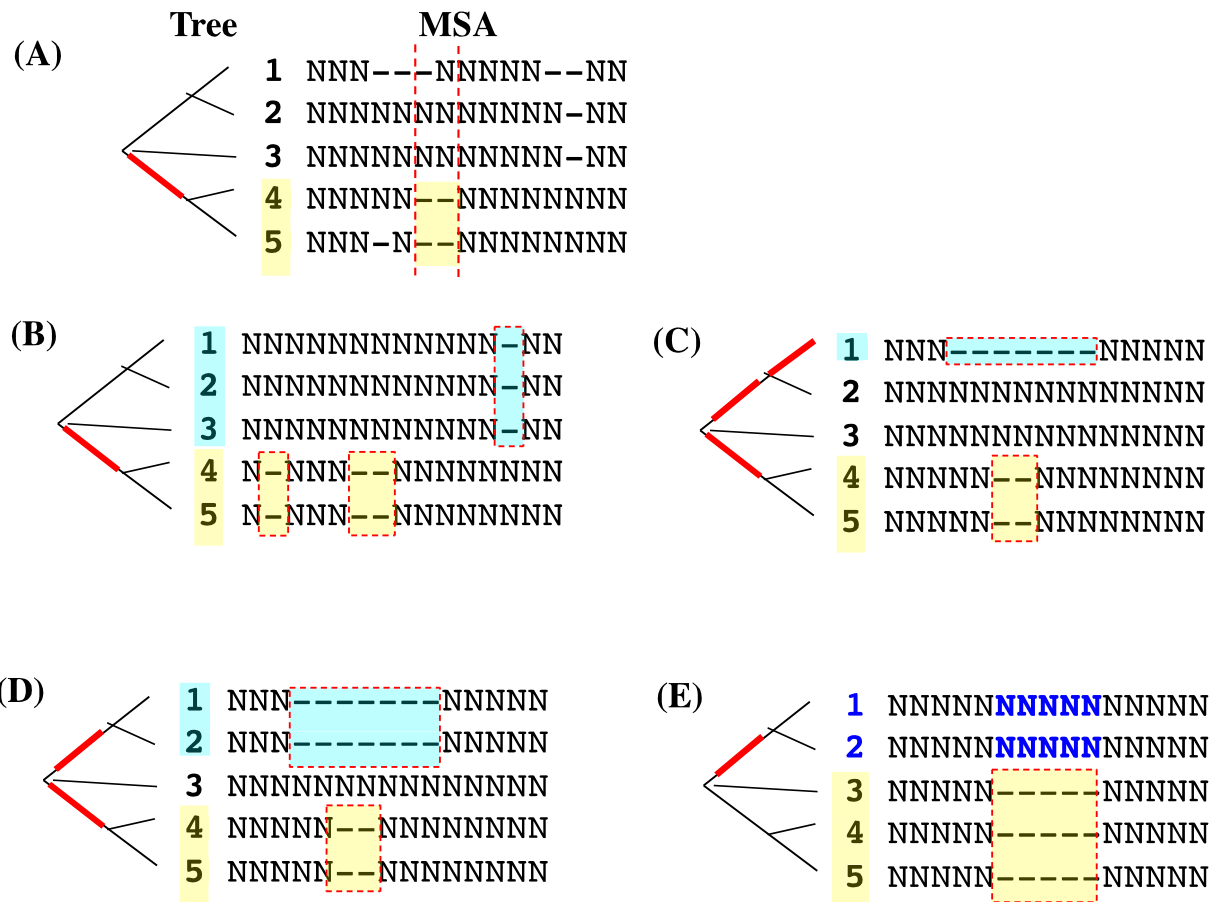 Tree MSA
(A)
1 NNN---NNNNN--NN
2 NNNNNNNNNNNN-NN
3 NNNNNNNNNNNN-NN
4 NNNNN--NNNNNNNN
5 NNN-N--NNNNNNNN
(B)
1 NNNNNNNNNNNN-NN
2 NNNNNNNNNNNN-NN
3 NNNNNNNNNNNN-NN
4 N-NNN--NNNNNNNN
5 N-NNN--NNNNNNNN
(C)
1 NNN-------NNNNN
2 NNNNNNNNNNNNNNN
3 NNNNNNNNNNNNNNN
4 NNNNN--NNNNNNNN
5 NNNNN--NNNNNNNN
(D)
1 NNN-------NNNNN
2 NNN-------NNNNN
3 NNNNNNNNNNNNNNN
4 NNNNN--NNNNNNNN
5 NNNNN--NNNNNNNN
(E)
1 NNNNNNNNNNNNNNN
2 NNNNNNNNNNNNNNN
3 NNNNN-----NNNNN
4 NNNNN-----NNNNN
5 NNNNN-----NNNNN